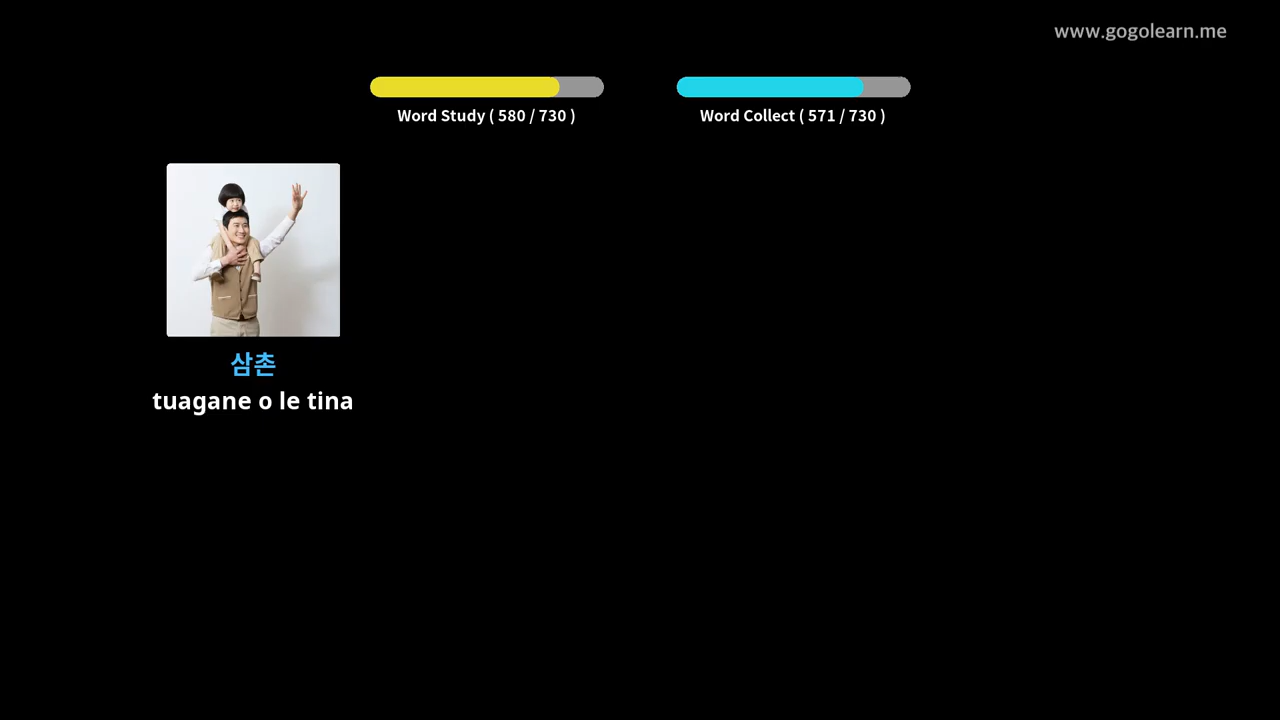 www.gogolearn.me
Word Study ( 580 / 730 )
Word Collect ( 571 / 730 )
삼촌
tuagane o le tina